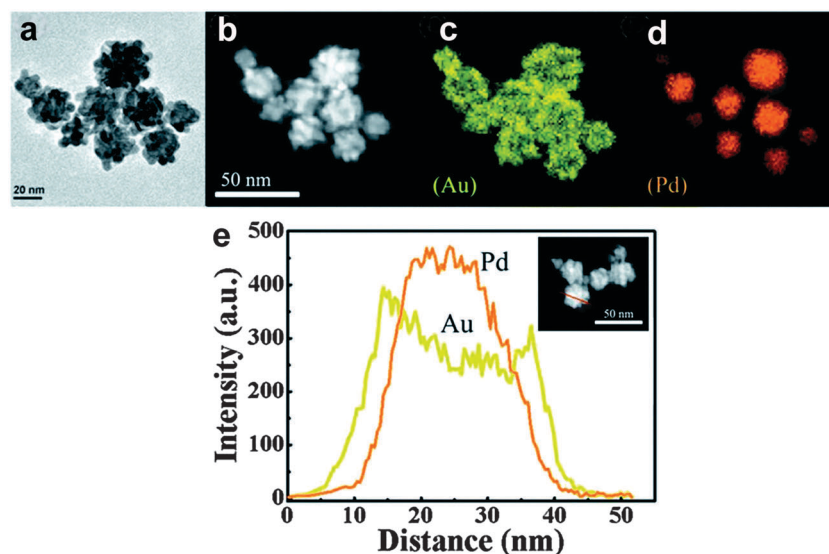 a
20 nm
b
50 nm
c
(Au)
d
(Pd)
e
Intensity (a.u.)
500
400
300
200
100
0
Pd
Au
50 nm
0 10 20 30 40 50
Distance (nm)